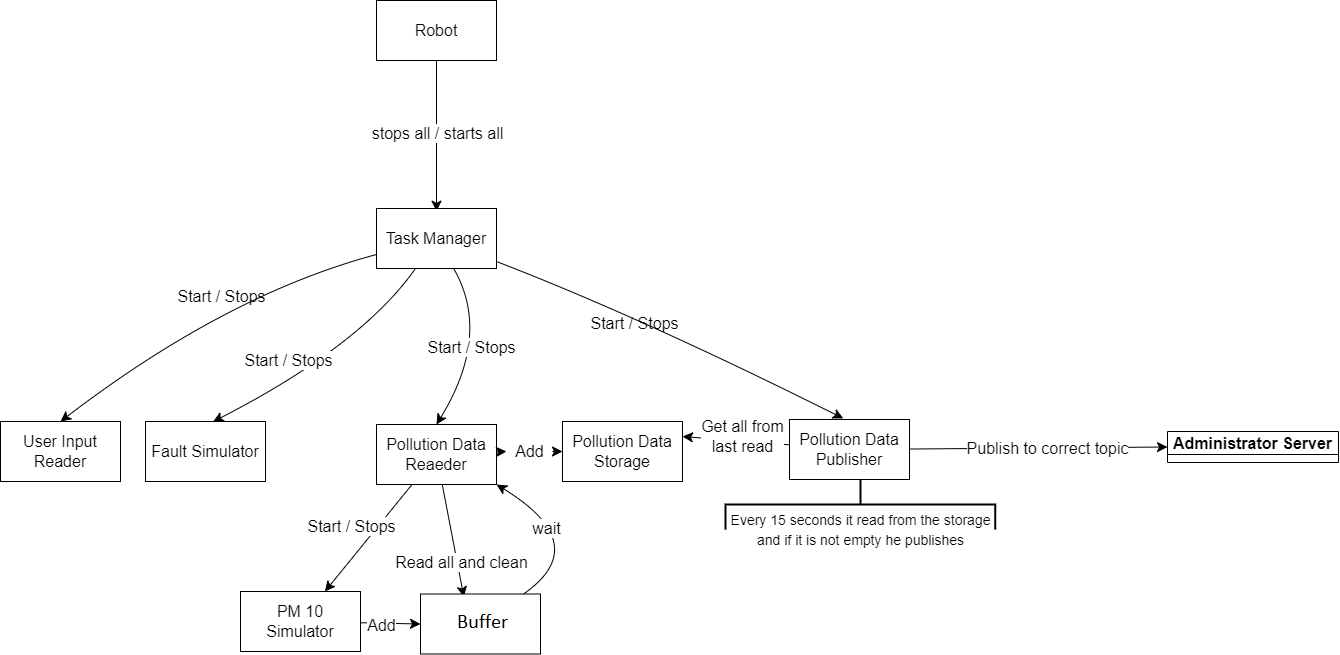 Robot
stops all / starts all
Task Manager
Start / Stops
Start / Stops
Start / Stops
Start / Stops
User Input
Reader
Fault Simulator
Pollution Data
Reaeder
Add
Pollution Data
Storage
Get all from
last read
Pollution Data
Publisher
Publish to correct topic
Administrator Server
Every 15 seconds it read from the storage
and if it is not empty he publishes
Start / Stops
wait
Read all and clean
PM 10
Simulator
Add
Buffer